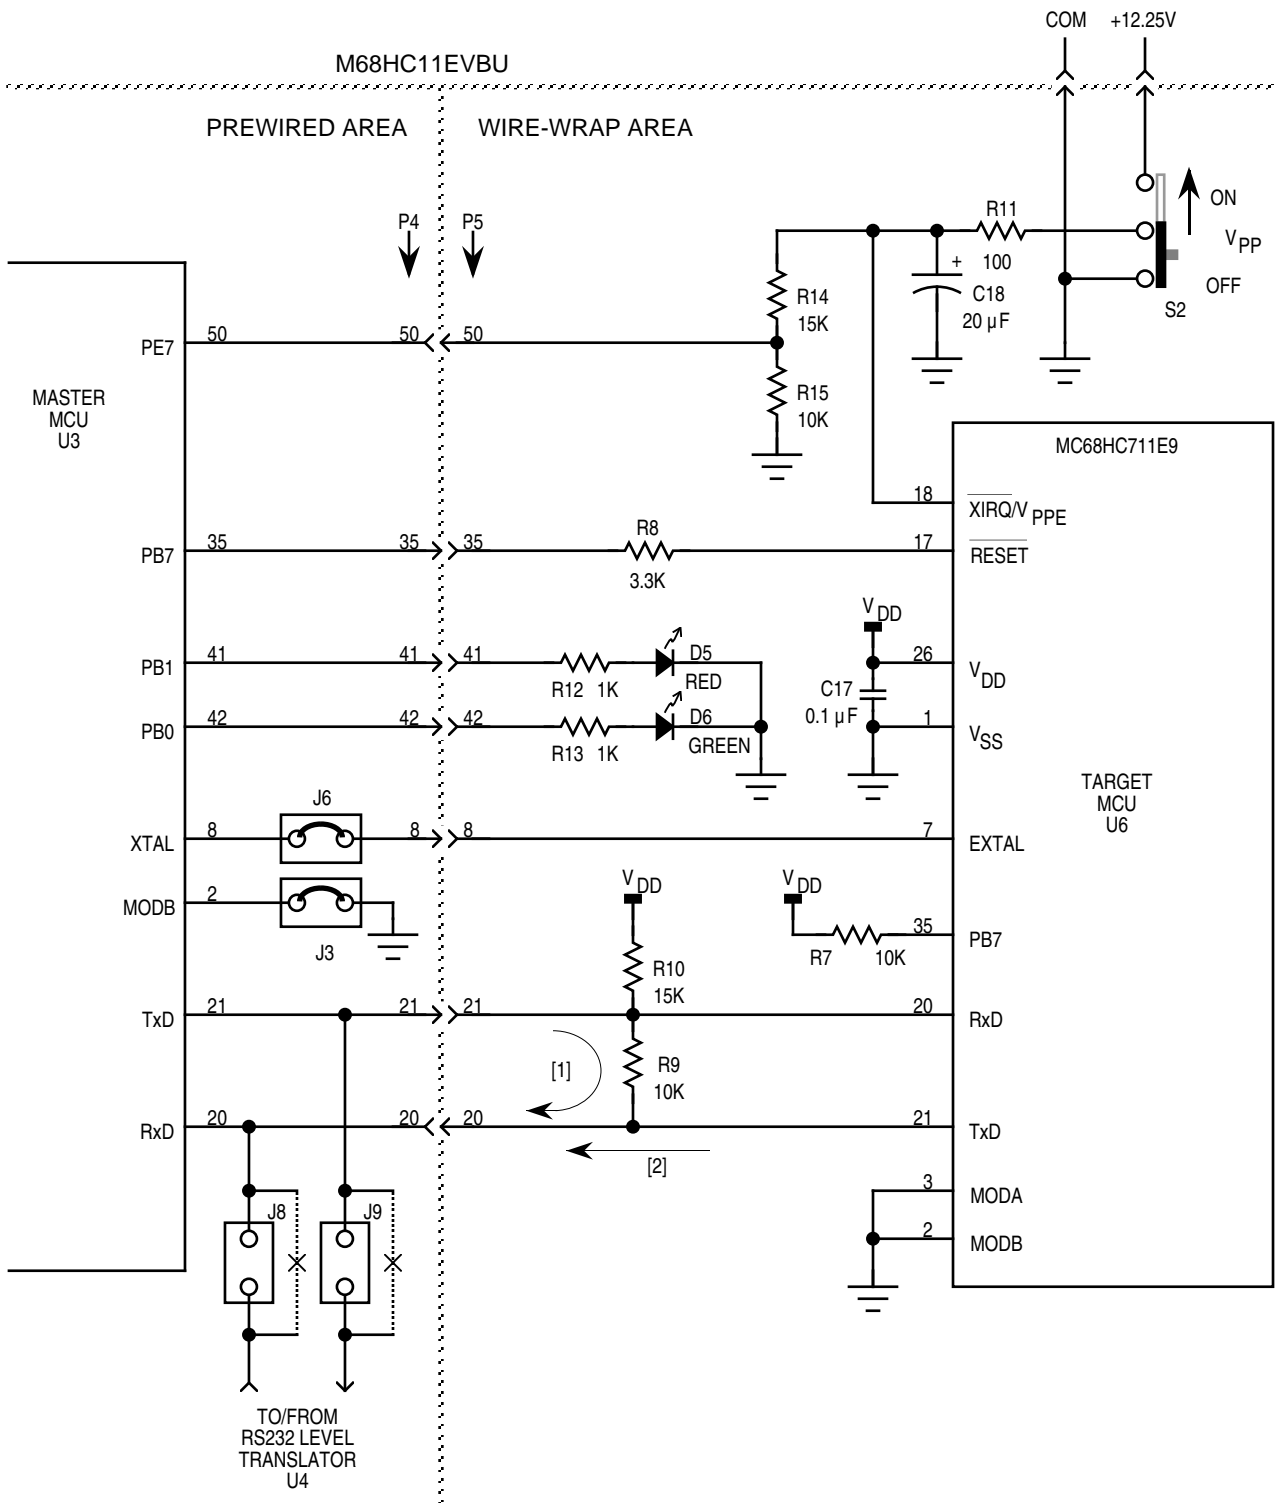 COM +12.25V
M68HC11EVBU
PREWIRED AREA WIRE-WRAP AREA
ON
R11
P4 P5
VPP
+ 100
OFF
R14 C18
15K 20 µF S2
50 50 50
PE7
R15
MASTER
MCU
U3
10K
MC68HC711E9
18 XIRQ/VPPE
R8
35 35 35 17
PB7 RESET
3.3K
VDD
41 41 41 D5 26
PB1 VDD
R12 1K RED C17
0.1 µF
42 42 42 D6 1
PB0 VSS
R13 1K GREEN
TARGET
MCU
U6
J6
8 8 8 7
XTAL EXTAL
VDD VDD
2
MODB
35
PB7
J3 R7 10K
R10
15K
21 21 21 20
TxD RxD
[1] R9
10K
20 20 20 21
RxD TxD
[2]
3
MODA
J8 J9
2
MODB
TO/FROM
RS232 LEVEL
TRANSLATOR
U4